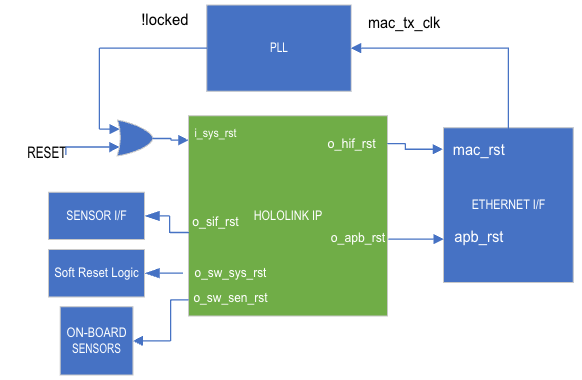 !locked
mac_tx_clk
PLL
RESET
i_sys_rst
o_hif_rst
mac_rst
ETHERNET I/F
SENSOR I/F
o_sif_rst
HOLOLINK IP
o_apb_rst
apb_rst
Soft Reset Logic
o_sw_sys_rst
o_sw_sen_rst
ON-BOARD
SENSORS